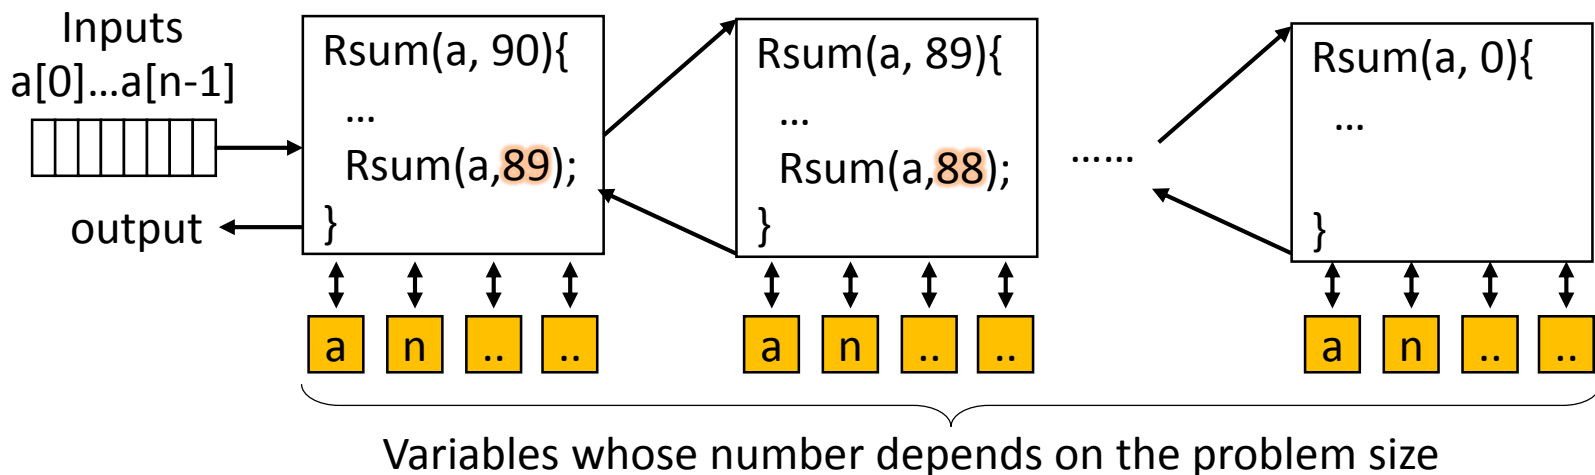 Inputs
a[0]...a[n-1]
output
Rsum(a, 90){
...
Rsum(a,89);
}
Rsum(a, 89){
...
Rsum(a,88);
}
......
Rsum(a, 0){
...
}
a n .. ..
a n .. ..
a n .. ..
Variables whose number depends on the problem size